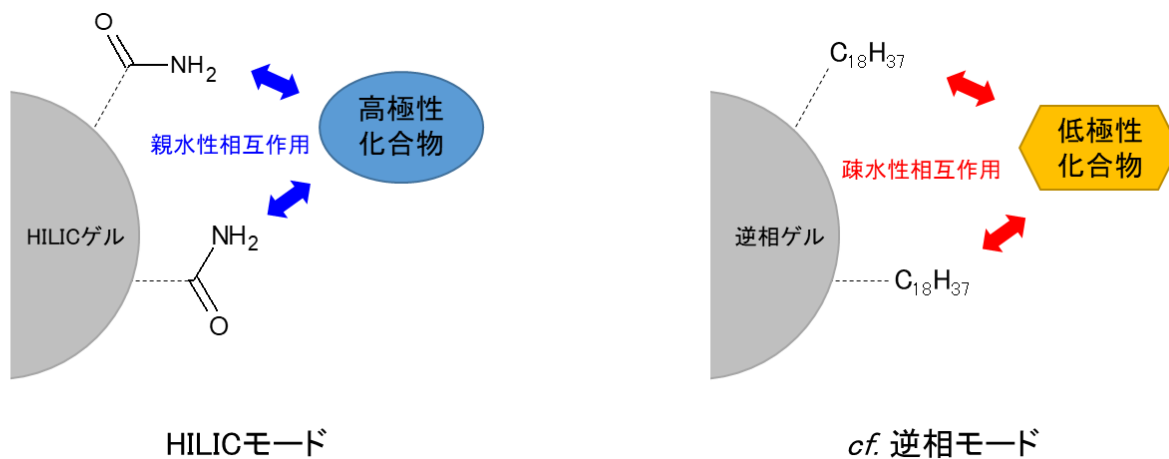 O
NH₂
高極性
化合物
親水性相互作用
HILICゲル
NH₂
O
HILICモード
C₁₈H₃₇
低極性
化合物
疎水性相互作用
逆相ゲル
C₁₈H₃₇
cf. 逆相モード